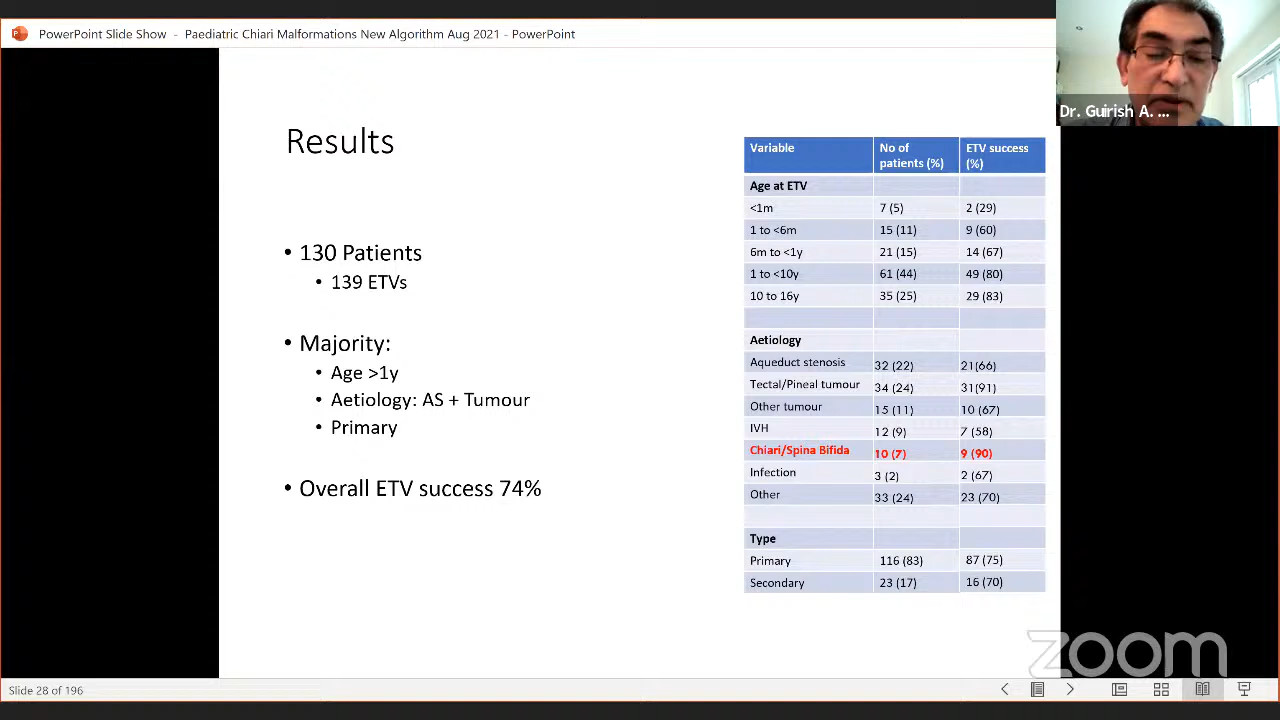 PowerPoint Slide Show - Paediatric Chiari Malformations New Algorithm Aug 2021 - PowerPoint
Dr. Guirish A. ...
Results
• 130 Patients
• 139 ETVs
• Majority:
• Age >1y
• Aetiology: AS + Tumour
• Primary
• Overall ETV success 74%
Variable No of patients (%) ETV success (%)
Age at ETV
<1m 7 (5) 2 (29)
1 to <6m 15 (11) 9 (60)
6m to <1y 21 (15) 14 (67)
1 to <10y 61 (44) 49 (80)
10 to 16y 35 (25) 29 (83)
Aetiology
Aqueduct stenosis 32 (22) 21(66)
Tectal/Pineal tumour 34 (24) 31(91)
Other tumour 15 (11) 10 (67)
IVH 12 (9) 7 (58)
Chiari/Spina Bifida 10 (7) 9 (90)
Infection 3 (2) 2 (67)
Other 33 (24) 23 (70)
Type
Primary 116 (83) 87 (75)
Secondary 23 (17) 16 (70)
zoom
Slide 28 of 196